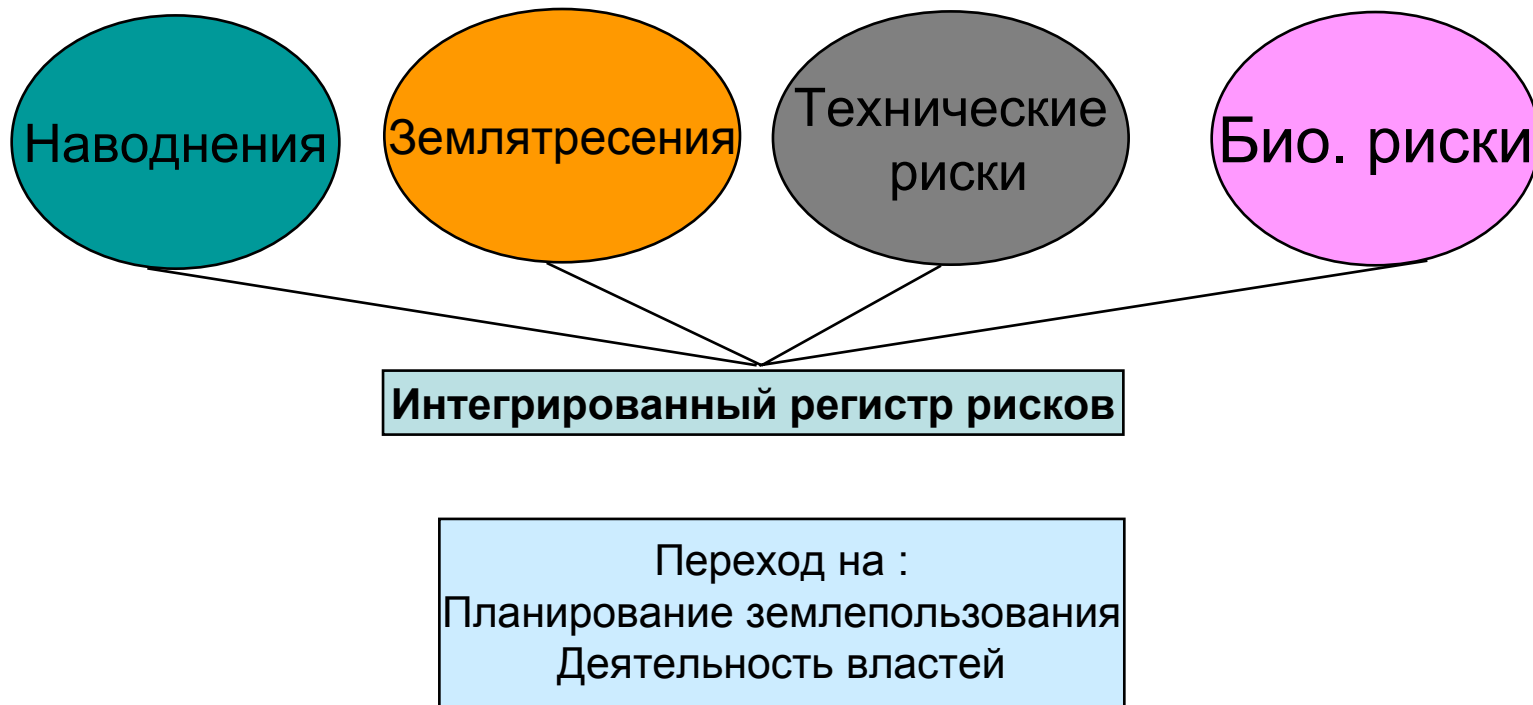 Наводнения
Землятресения
Технические
риски
Био. риски
Интегрированный регистр рисков
Переход на :
Планирование землепользования
Деятельность властей